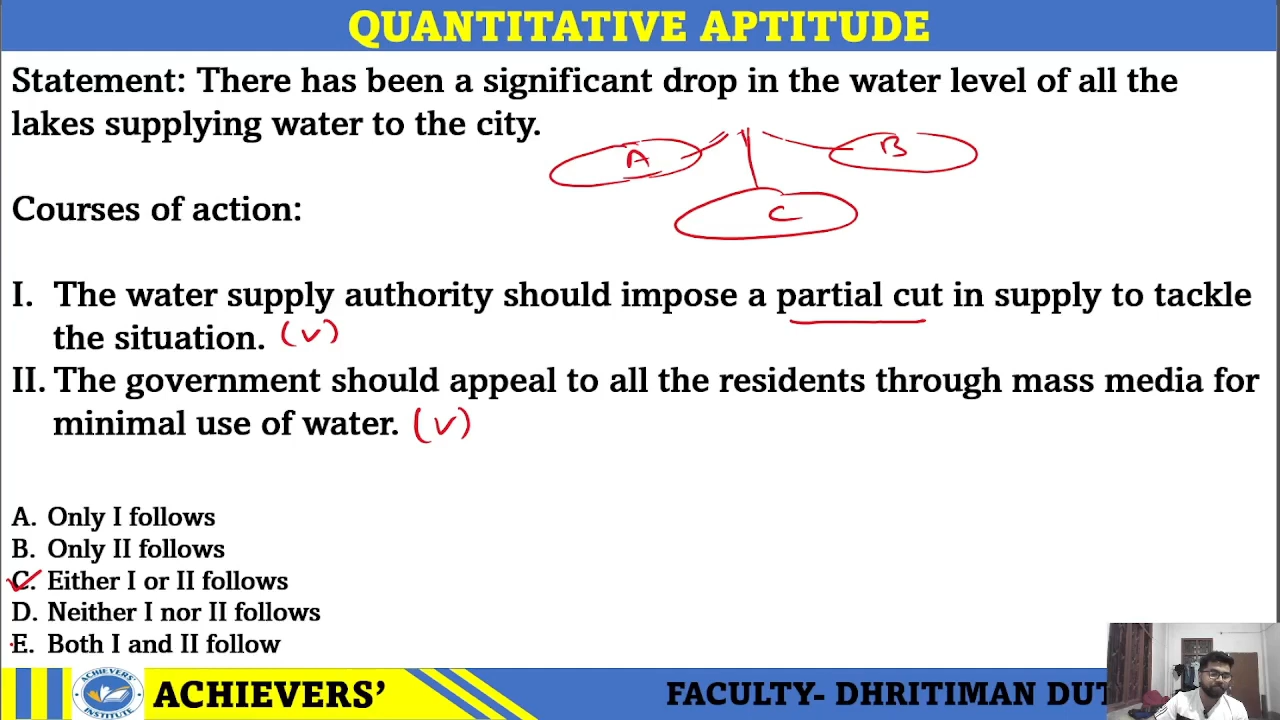 QUANTITATIVE APTITUDE
Statement: There has been a significant drop in the water level of all the
lakes supplying water to the city.
A
B
C
Courses of action:
I. The water supply authority should impose a partial cut in supply to tackle
the situation. (v)
II. The government should appeal to all the residents through mass media for
minimal use of water. (v)
A. Only I follows
B. Only II follows
C. Either I or II follows
D. Neither I nor II follows
E. Both I and II follow
ACHIEVERS' INSTITUTE
ACHIEVERS’
FACULTY- DHRITIMAN DUT